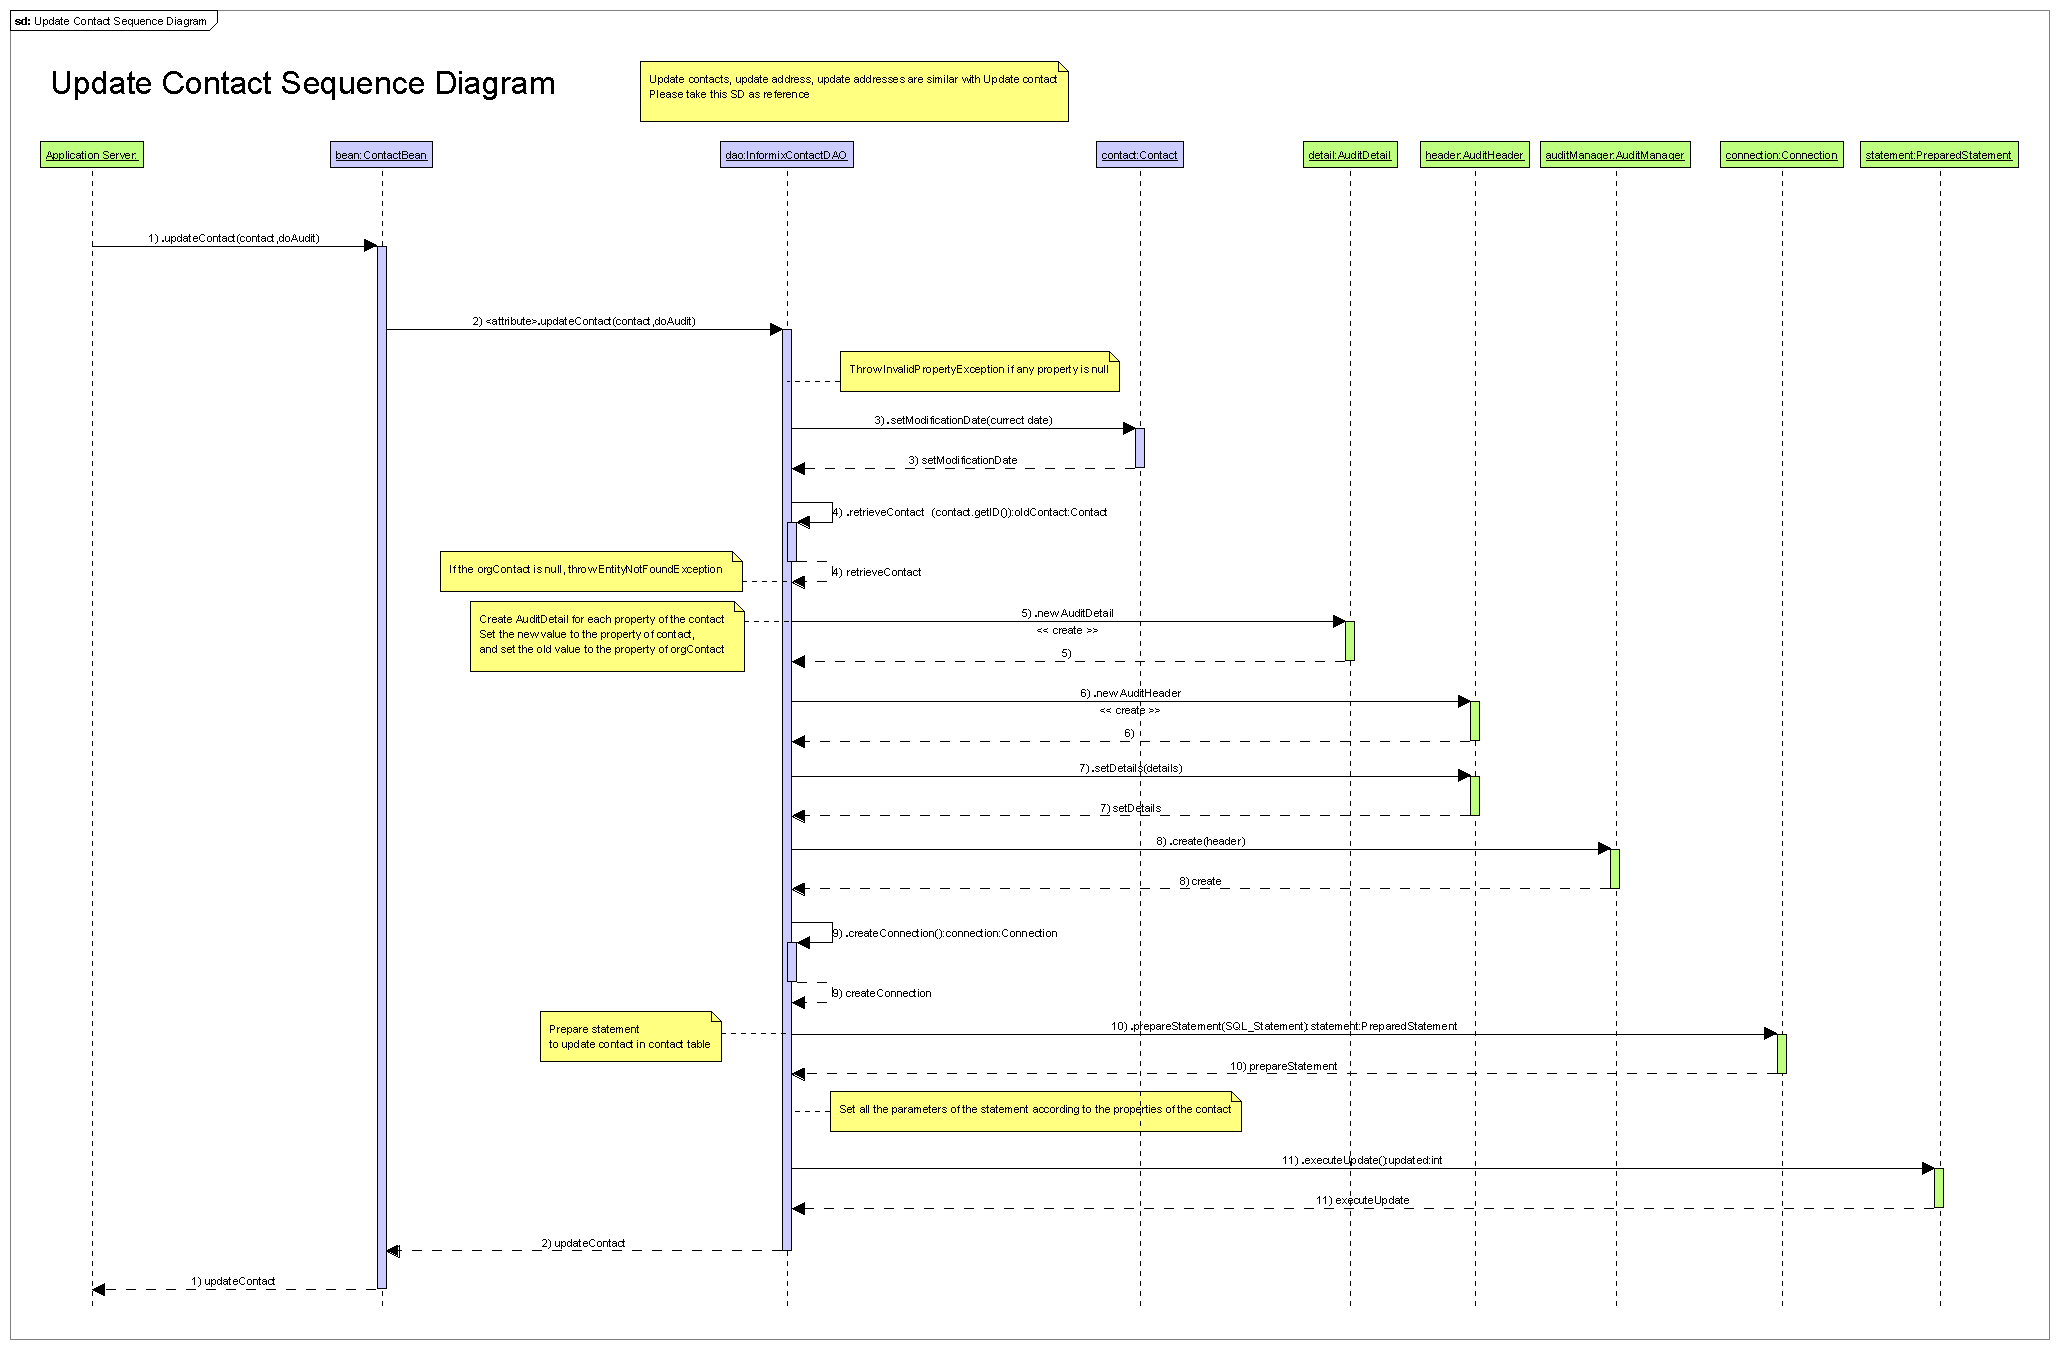 sd: Update Contact Sequence Diagram
Update Contact Sequence Diagram
Update contacts, update address, update addresses are similar with Update contact
Please take this SD as reference
Application Server:
bean:ContactBean
dao:InformixContactDAO
contact:Contact
detail:AuditDetail
header:AuditHeader
auditManager:AuditManager
connection:Connection
statement:PreparedStatement
1) .updateContact(contact,doAudit)
2) <attribute>.updateContact(contact,doAudit)
Throw InvalidPropertyException if any property is null
3) .setModificationDate(currect date)
3) setModificationDate
4) .retrieveContact (contact.getID()):oldContact:Contact
If the orgContact is null, throw EntityNotFoundException
4) retrieveContact
Create AuditDetail for each property of the contact
Set the new value to the property of contact,
and set the old value to the property of orgContact
5) .new AuditDetail
<< create >>
5)
6) .new AuditHeader
<< create >>
6)
7) .setDetails(details)
7) setDetails
8) .create(header)
8) create
9) .createConnection():connection:Connection
9) createConnection
Prepare statement
to update contact in contact table
10) .prepareStatement(SQL_Statement):statement:PreparedStatement
10) prepareStatement
Set all the parameters of the statement according to the properties of the contact
11) .executeUpdate():updated:int
11) executeUpdate
2) updateContact
1) updateContact